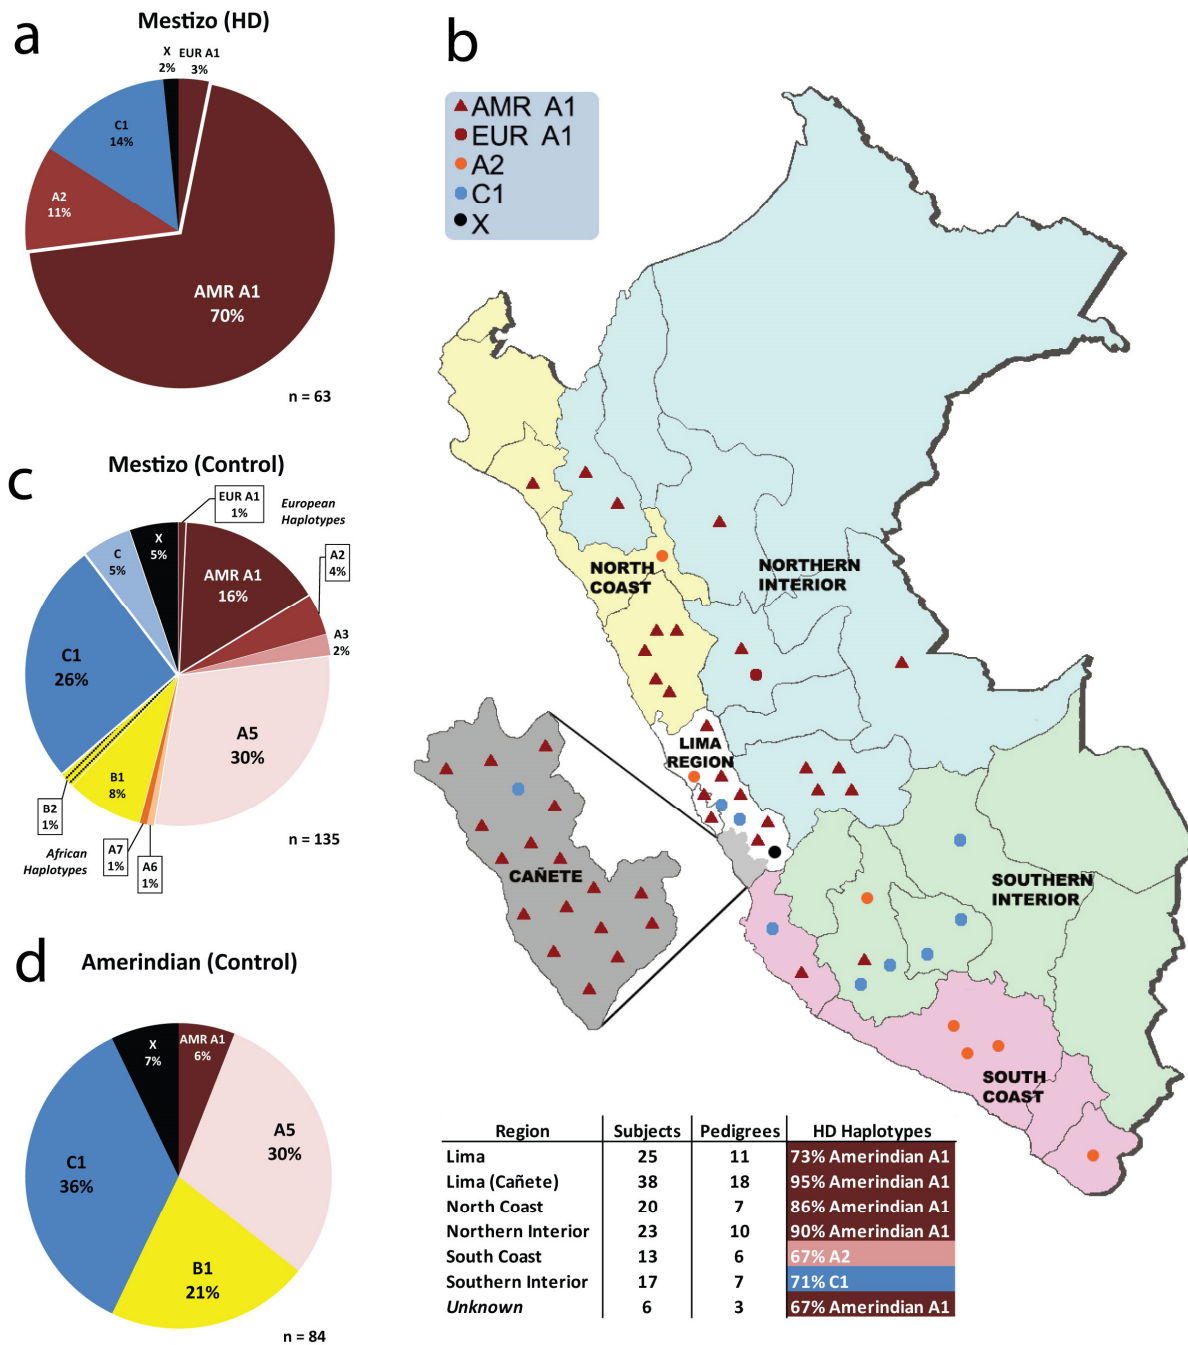 a
Mestizo (HD)
X
2%
EUR A1
3%
C1
14%
A2
11%
AMR A1
70%
n = 63
b
AMR A1
EUR A1
A2
C1
X
NORTH
COAST
NORTHERN
INTERIOR
LIMA
REGION
CAÑETE
SOUTHERN
INTERIOR
SOUTH
COAST
c
Mestizo (Control)
EUR A1
1%
European
Haplotypes
X
5%
C
5%
AMR A1
16%
A2
4%
A3
2%
C1
26%
A5
30%
B1
8%
B2
1%
A7
1%
A6
1%
African
Haplotypes
n = 135
d
Amerindian (Control)
X
7%
AMR A1
6%
A5
30%
C1
36%
B1
21%
n = 84
Region Subjects Pedigrees HD Haplotypes
Lima 25 11 73% Amerindian A1
Lima (Cañete) 38 18 95% Amerindian A1
North Coast 20 7 86% Amerindian A1
Northern Interior 23 10 90% Amerindian A1
South Coast 13 6 67% A2
Southern Interior 17 7 71% C1
Unknown 6 3 67% Amerindian A1